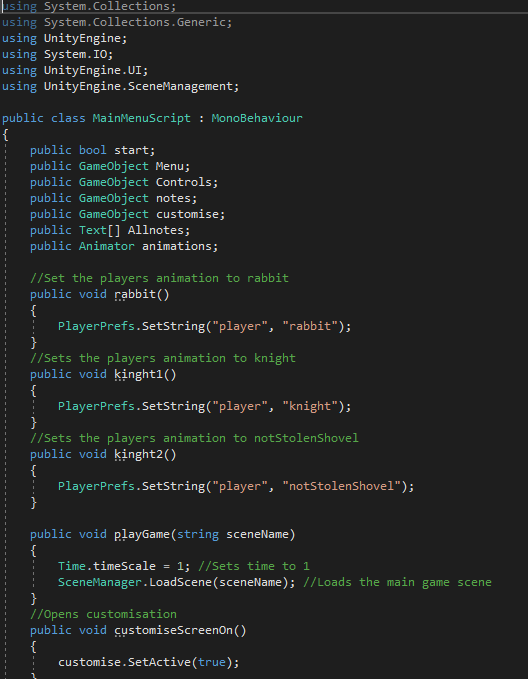 using System.Collections;
using System.Collections.Generic;
using UnityEngine;
using System.IO;
using UnityEngine.UI;
using UnityEngine.SceneManagement;

public class MainMenuScript : MonoBehaviour
{
    public bool start;
    public GameObject Menu;
    public GameObject Controls;
    public GameObject notes;
    public GameObject customise;
    public Text[] Allnotes;
    public Animator animations;

    //Set the players animation to rabbit
    public void rabbit()
    {
        PlayerPrefs.SetString("player", "rabbit");
    }
    //Sets the players animation to knight
    public void kinght1()
    {
        PlayerPrefs.SetString("player", "knight");
    }
    //Sets the players animation to notStolenShovel
    public void kinght2()
    {
        PlayerPrefs.SetString("player", "notStolenShovel");
    }

    public void playGame(string sceneName)
    {
        Time.timeScale = 1; //Sets time to 1
        SceneManager.LoadScene(sceneName); //Loads the main game scene
    }
    //Opens customisation
    public void customiseScreenOn()
    {
        customise.SetActive(true);
    }